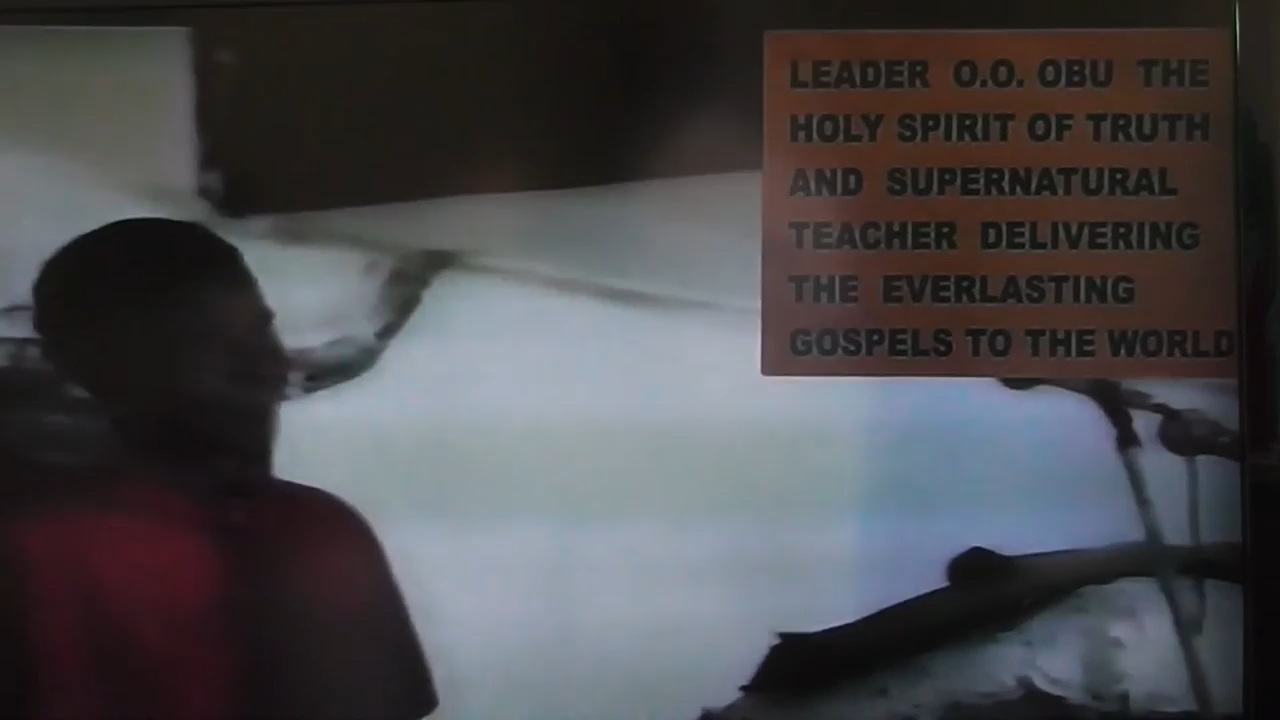 LEADER O.O. OBU THE
HOLY SPIRIT OF TRUTH
AND SUPERNATURAL
TEACHER DELIVERING
THE EVERLASTING
GOSPELS TO THE WORLD